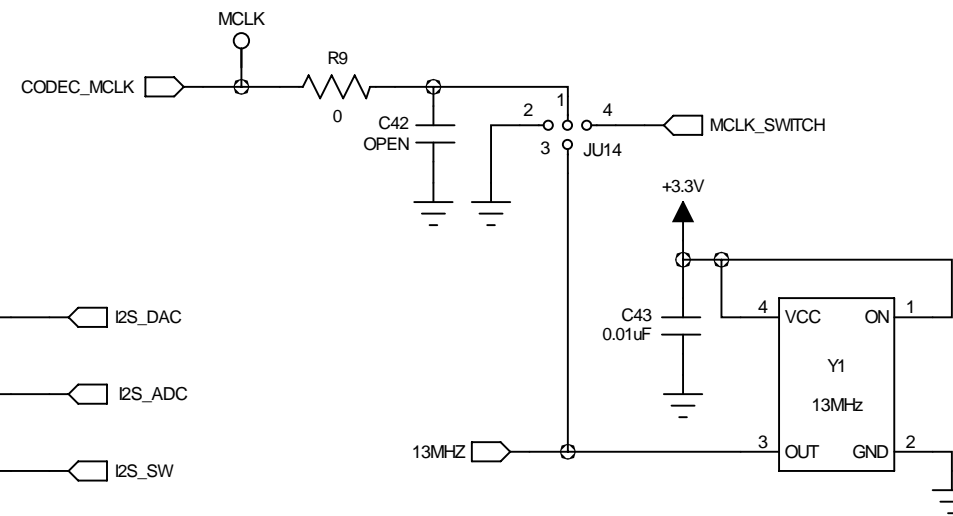 MCLK
CODEC_MCLK
R9
0
C42
OPEN
1
2
4
3
JU14
MCLK_SWITCH
+3.3V
C43
0.01uF
4
VCC
ON
1
Y1
13MHz
I2S_DAC
I2S_ADC
I2S_SW
13MHZ
3
OUT
GND
2